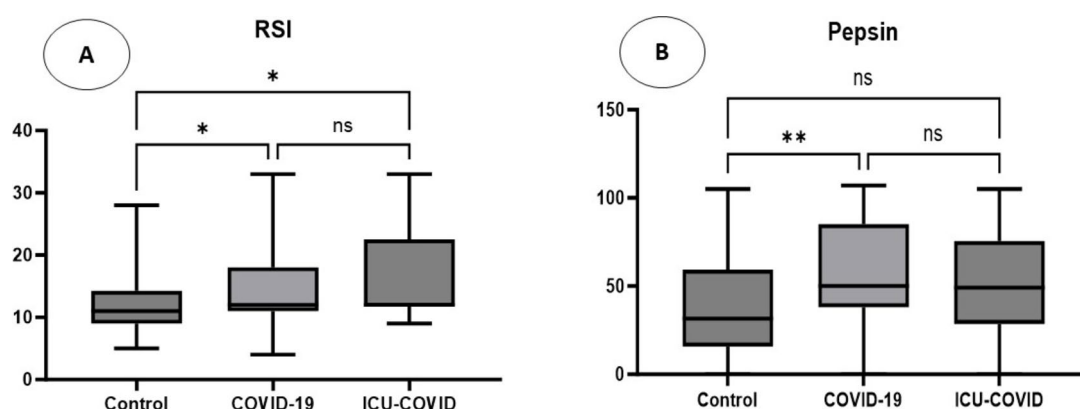 A
RSI
*
*
ns
40
30
20
10
0
Control COVID-19 ICU-COVID
B
Pepsin
ns
**
ns
150
100
50
0
Control COVID-19 ICU-COVID